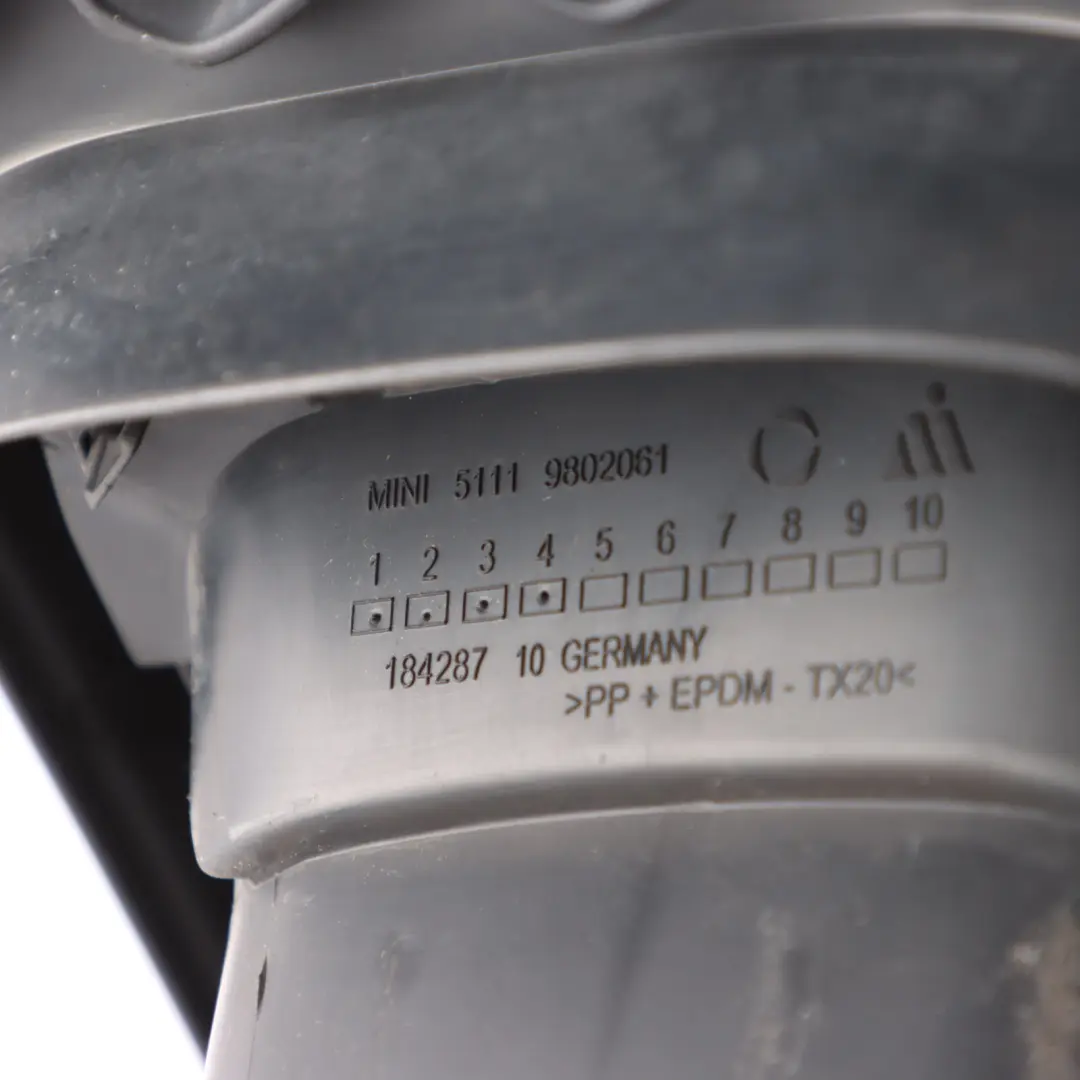 MINI 5111 9802061
1 2 3 4 5 6 7 8 9 10
184287 10 GERMANY
>PP + EPDM - TX20<